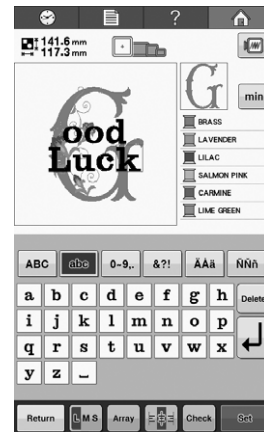 ?
141.6 mm
117.3 mm
G
ood
Luck
G
min
BRASS
LAVENDER
LILAC
SALMON PINK
CARMINE
LIME GREEN
ABC abc 0-9,. &?! ÄÀä ÑÑñ
a b c d e f g h Delete
i j k l m n o p
q r s t u v w x
y z
Return L M S Array Check Set